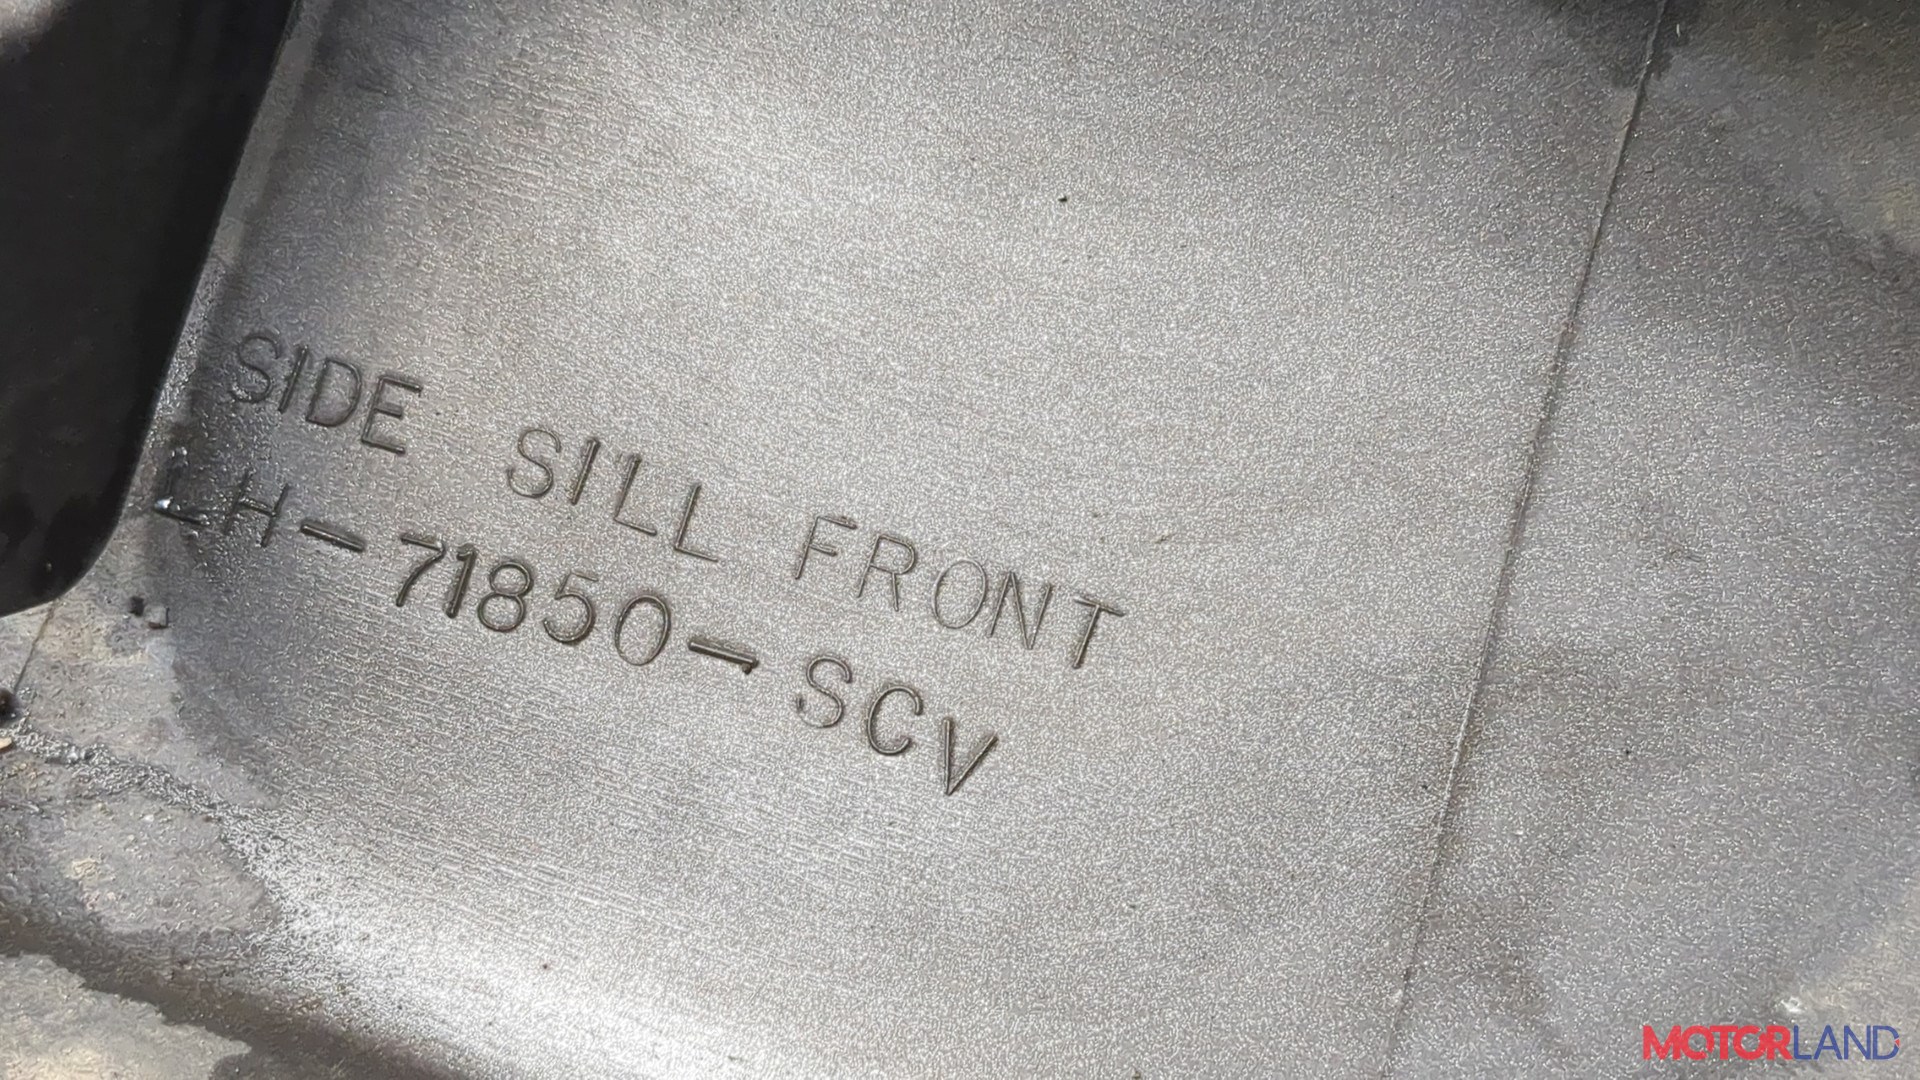 SIDE SILL FRONT
LH-71850-SCV
MOTORLAND